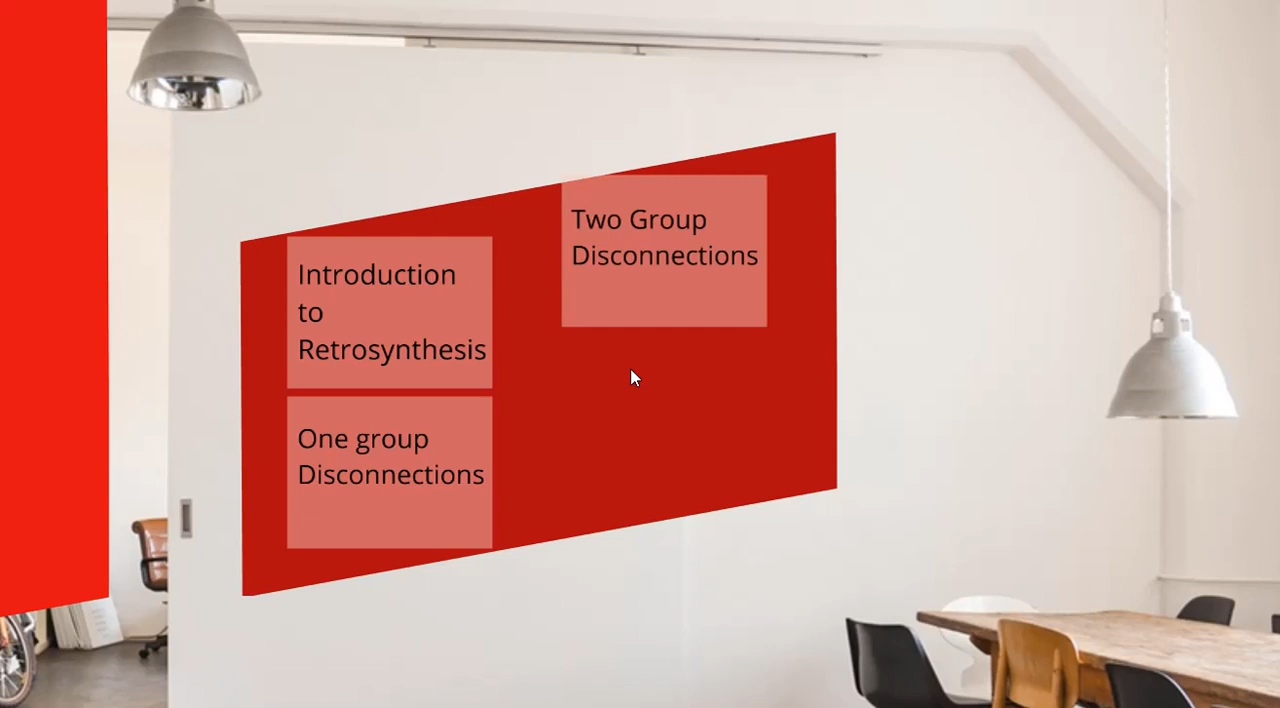 Introduction
to
Retrosynthesis
One group
Disconnections
Two Group
Disconnections